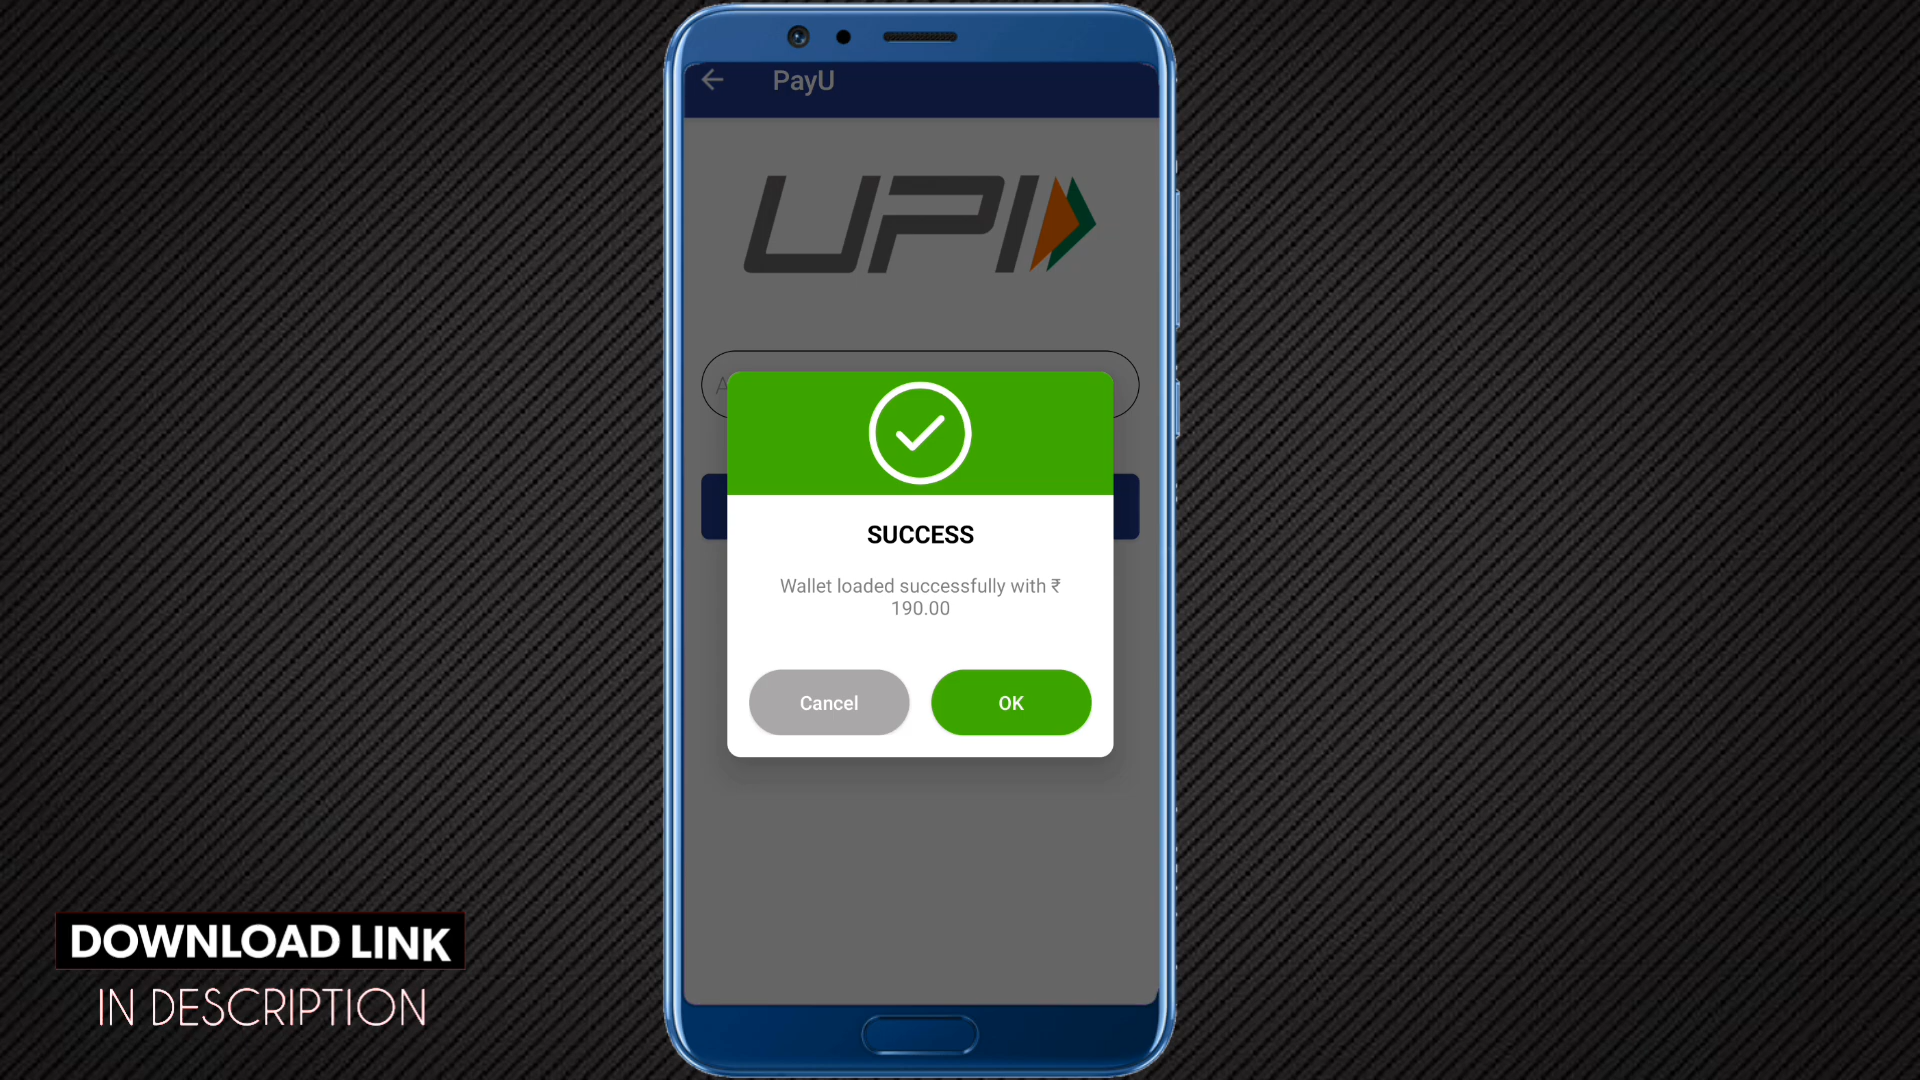 PayU
UPI
A
SUCCESS
Wallet loaded successfully with ₹
190.00
Cancel
OK
DOWNLOAD LINK
IN DESCRIPTION